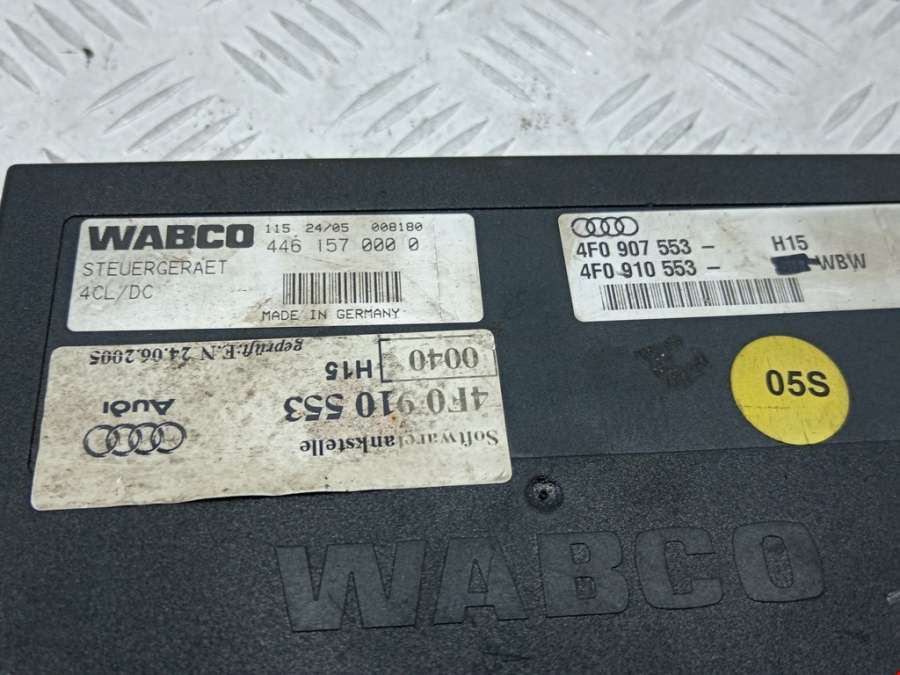 WABCO
115 24/05 008180
446 157 000 0
STEUERGERAET
4CL/DC
MADE IN GERMANY
4F0 907 553 - H15
4F0 910 553 - WBW
05S
Softwaretankstelle
4F0 910 553
0040 H15
geprüft:E.N 24.06.2005
Audi
WABCO